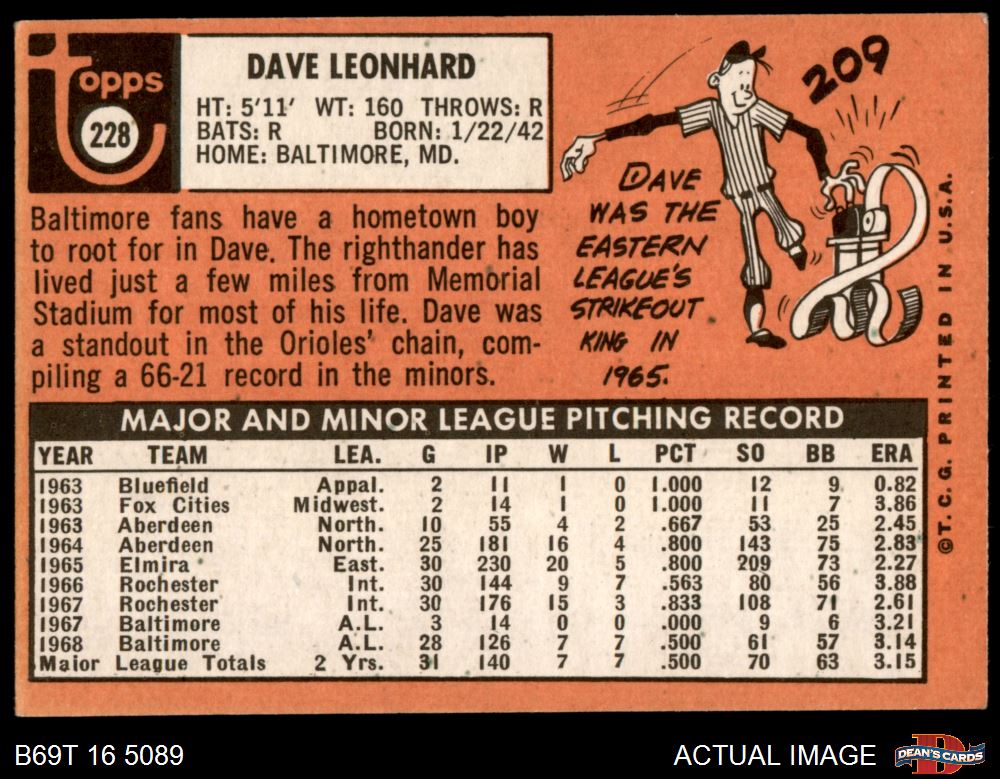 Topps
228
DAVE LEONHARD
HT: 5'11' WT: 160 THROWS: R
BATS: R BORN: 1/22/42
HOME: BALTIMORE, MD.
Baltimore fans have a hometown boy
to root for in Dave. The righthander has
lived just a few miles from Memorial
Stadium for most of his life. Dave was
a standout in the Orioles' chain, com-
piling a 66-21 record in the minors.
209
DAVE
WAS THE
EASTERN
LEAGUE'S
STRIKEOUT
KING IN
1965.
MAJOR AND MINOR LEAGUE PITCHING RECORD
YEAR TEAM LEA. G IP W L PCT SO BB ERA
1963 Bluefield Appal. 2 11 1 0 1.000 12 9 0.82
1963 Fox Cities Midwest. 2 14 1 0 1.000 11 7 3.86
1963 Aberdeen North. 10 55 4 2 .667 53 25 2.45
1964 Aberdeen North. 25 181 16 4 .800 143 75 2.83
1965 Elmira East. 30 230 20 5 .800 209 73 2.27
1966 Rochester Int. 30 144 9 7 .563 80 56 3.88
1967 Rochester Int. 30 176 15 3 .833 108 71 2.61
1967 Baltimore A.L. 3 14 0 0 .000 9 6 3.21
1968 Baltimore A.L. 28 126 7 7 .500 61 57 3.14
Major League Totals 2 Yrs. 31 140 7 7 .500 70 63 3.15
©T. C. G. PRINTED IN U.S.A.
B69T 16 5089
ACTUAL IMAGE
DEAN'S CARDS